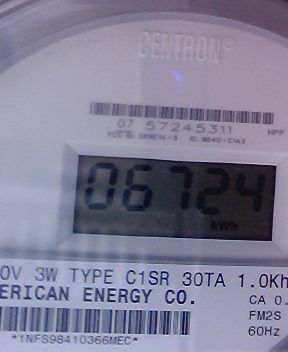 CENTRON®
07 57245311
HPP
06724
kWh
0V 3W TYPE C1SR 30TA 1.0Kh
ERICAN ENERGY CO.
CA 0.
FM2S
60Hz
*1NFS98410366MEC*